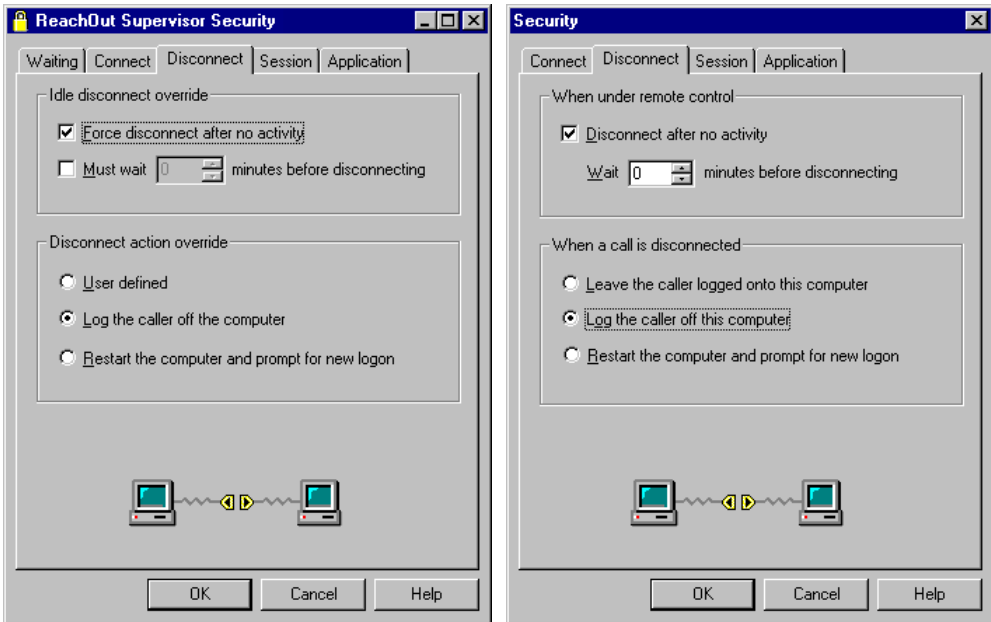 ReachOut Supervisor Security
Waiting Connect Disconnect Session Application
Idle disconnect override
Force disconnect after no activity
Must wait 0 minutes before disconnecting
Disconnect action override
User defined
Log the caller off the computer
Restart the computer and prompt for new logon
OK Cancel Help
Security
Connect Disconnect Session Application
When under remote control
Disconnect after no activity
Wait 0 minutes before disconnecting
When a call is disconnected
Leave the caller logged onto this computer
Log the caller off this computer
Restart the computer and prompt for new logon
OK Cancel Help